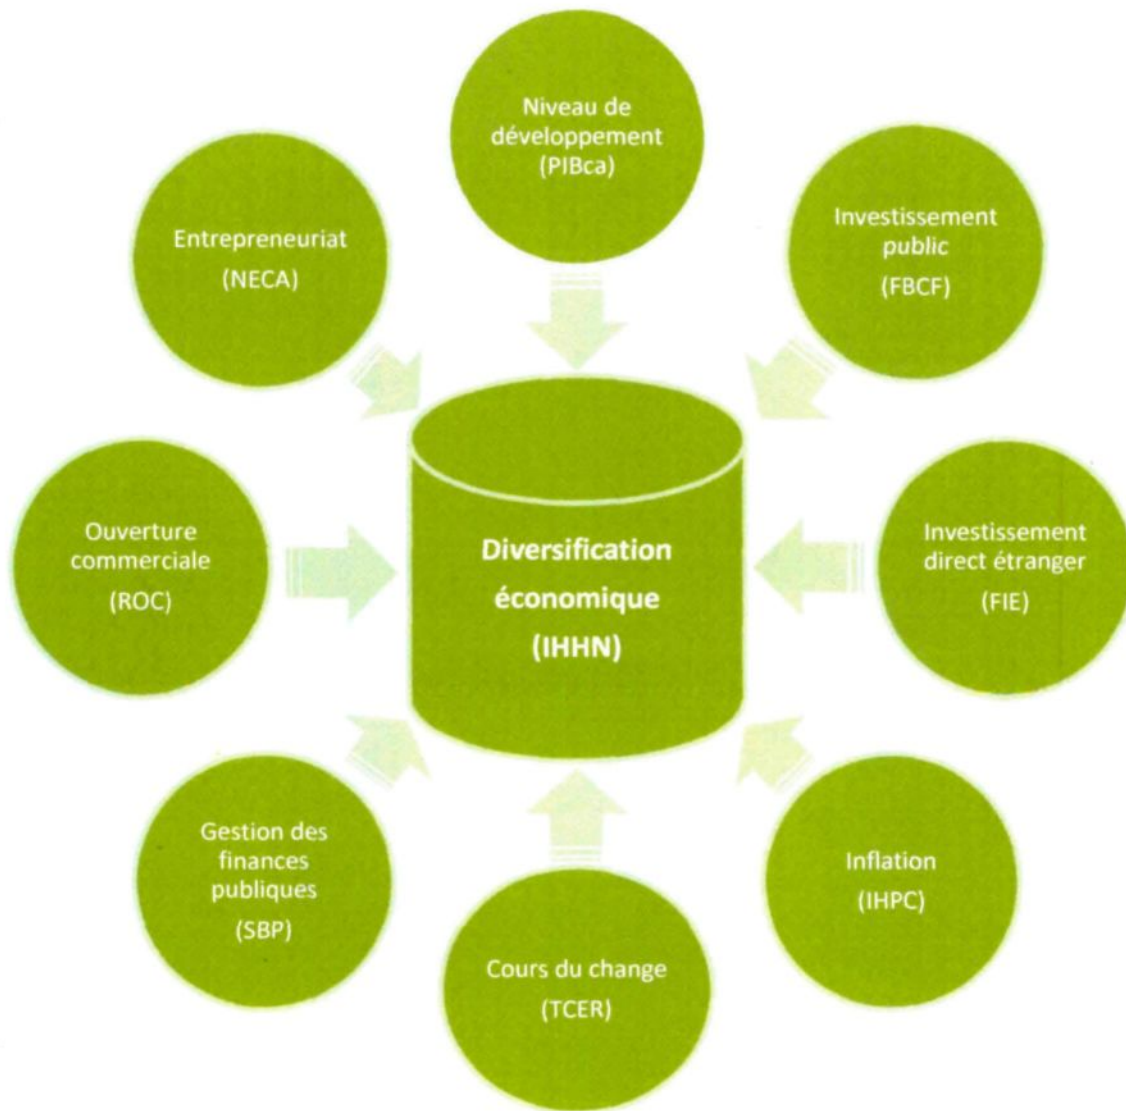 Niveau de
développement
(PIBca)
Investissement
public
(FBCF)
Entrepreneuriat
(NECA)
Ouverture
commerciale
(ROC)
Diversification
économique
(IHHN)
Investissement
direct étranger
(FIE)
Gestion des
finances
publiques
(SBP)
Inflation
(IHPC)
Cours du change
(TCER)